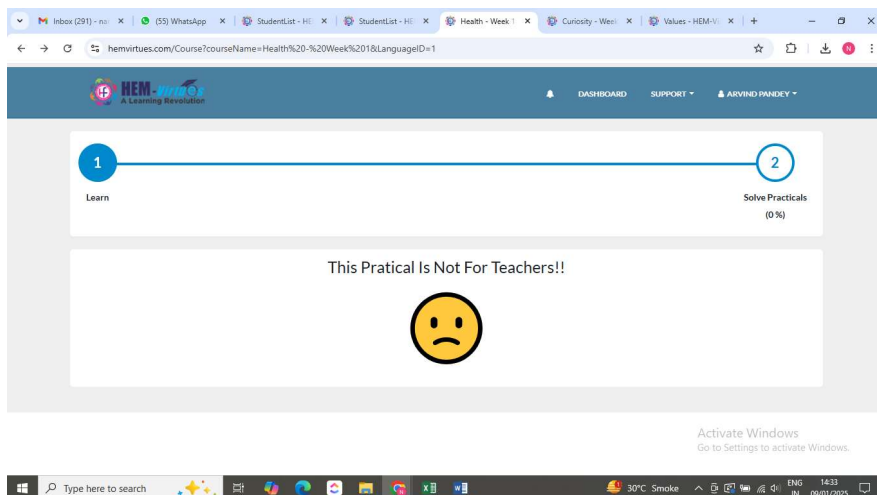 Inbox (291) - nai
(55) WhatsApp
StudentList - HE
StudentList - HE
Health - Week 1
Curiosity - Week
Values - HEM-Vi
hemvirtues.com/Course?courseName=Health%20-%20Week%201&LanguageID=1
N
HEM-Virtues
A Learning Revolution
DASHBOARD
SUPPORT
ARVIND PANDEY
1
2
Learn
Solve Practicals
(0 %)
This Pratical Is Not For Teachers!!
Activate Windows
Go to Settings to activate Windows.
Type here to search
30°C Smoke
ENG
IN
14:33
09/01/2025